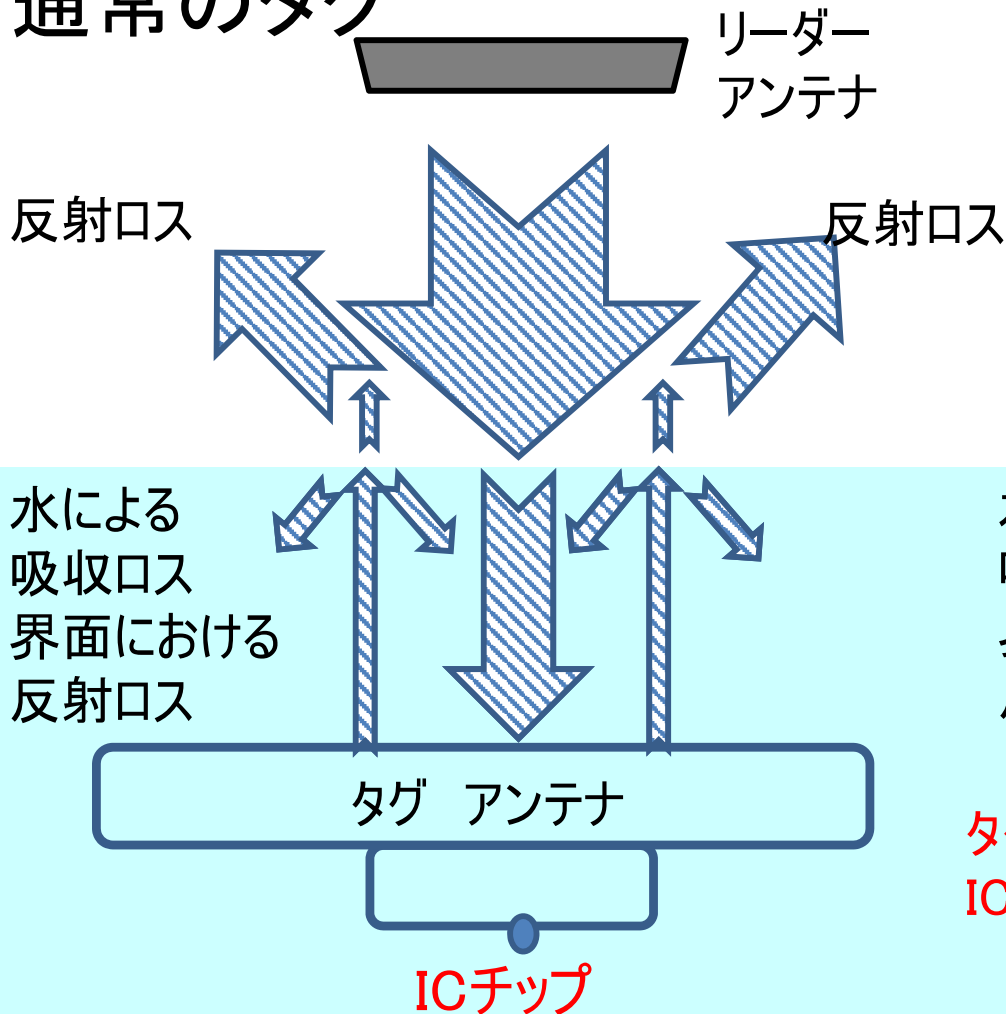 通常のタグ
リーダー
アンテナ
反射ロス
反射ロス
水による
吸収ロス
界面における
反射ロス
タグ アンテナ
ICチップ
IC